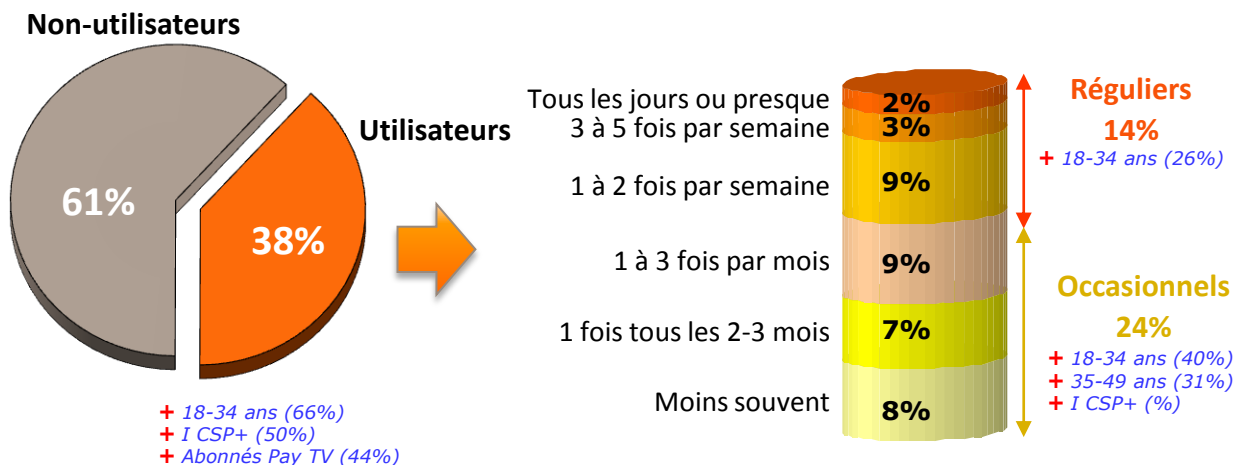 Non-utilisateurs
61%
Utilisateurs
38%
+ 18-34 ans (66%)
+ I CSP+ (50%)
+ Abonnés Pay TV (44%)
Tous les jours ou presque 2%
3 à 5 fois par semaine 3%
1 à 2 fois par semaine 9%
1 à 3 fois par mois 9%
1 fois tous les 2-3 mois 7%
Moins souvent 8%
Réguliers
14%
+ 18-34 ans (26%)
Occasionnels
24%
+ 18-34 ans (40%)
+ 35-49 ans (31%)
+ I CSP+ (%)